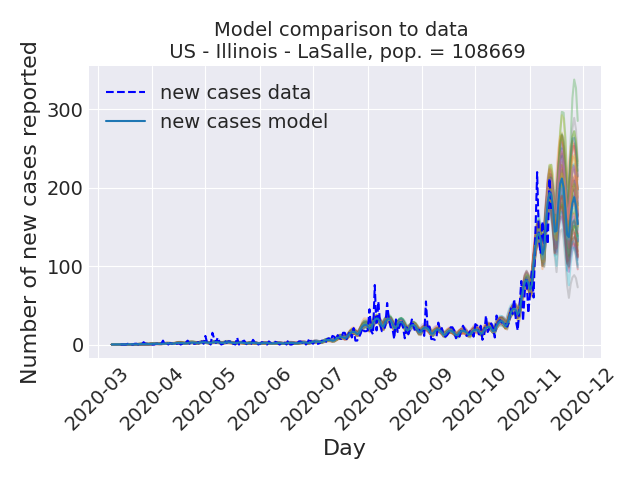 Model comparison to data
US - Illinois - LaSalle, pop. = 108669
Number of new cases reported
300
200
100
0
new cases data
new cases model
2020-03
2020-04
2020-05
2020-06
2020-07
2020-08
2020-09
2020-10
2020-11
2020-12
Day